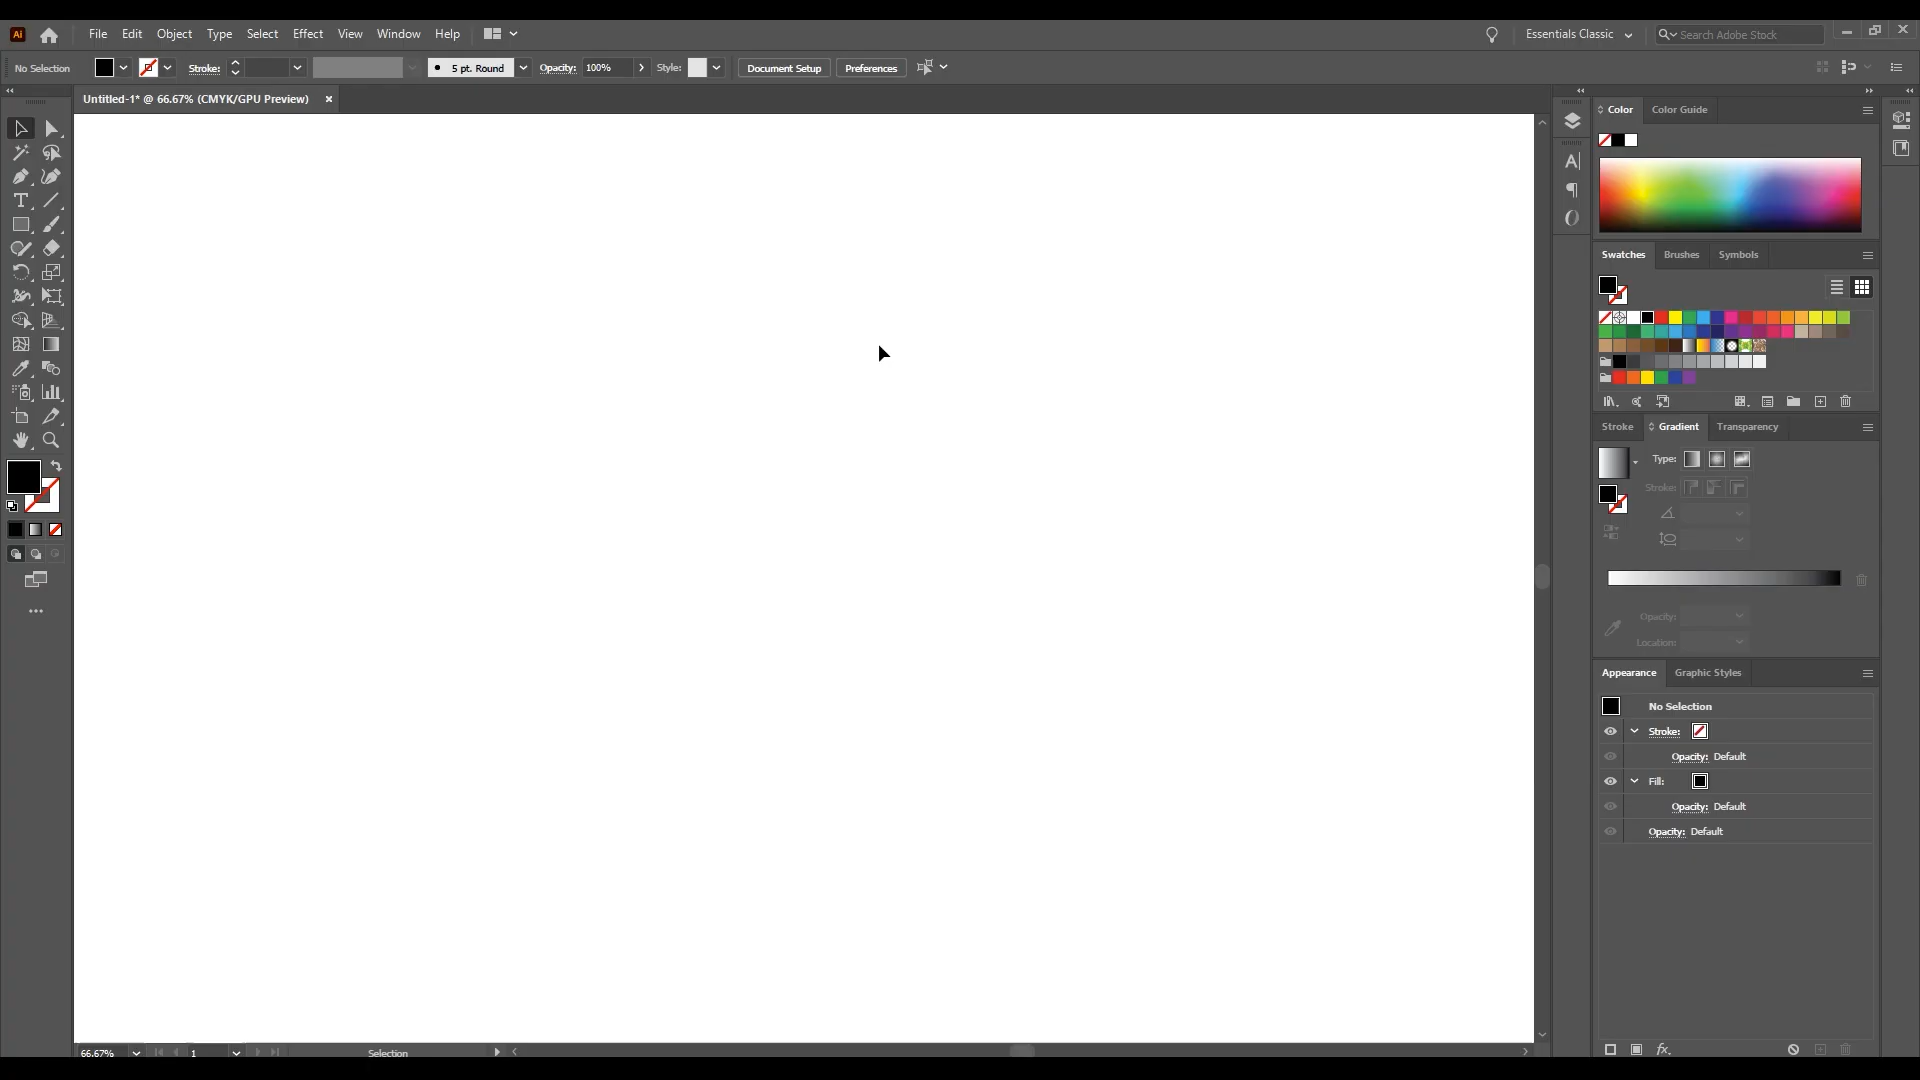 Ai File Edit Object Type Select Effect View Window Help Essentials Classic Search Adobe Stock
No Selection Stroke: 5 pt. Round Opacity: 100% Style: Document Setup Preferences
Untitled-1* @ 66.67% (CMYK/GPU Preview)
Color Color Guide
Swatches Brushes Symbols
Stroke Gradient Transparency
Type:
Stroke:
Opacity:
Location:
Appearance Graphic Styles
No Selection
Stroke:
Opacity: Default
Fill:
Opacity: Default
Opacity: Default
fx.
66.67% 1 Selection